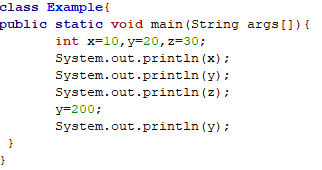 class Example{
public static void main(String args[]){
int x=10,y=20,z=30;
System.out.println(x);
System.out.println(y);
System.out.println(z);
y=200;
System.out.println(y);
}
}